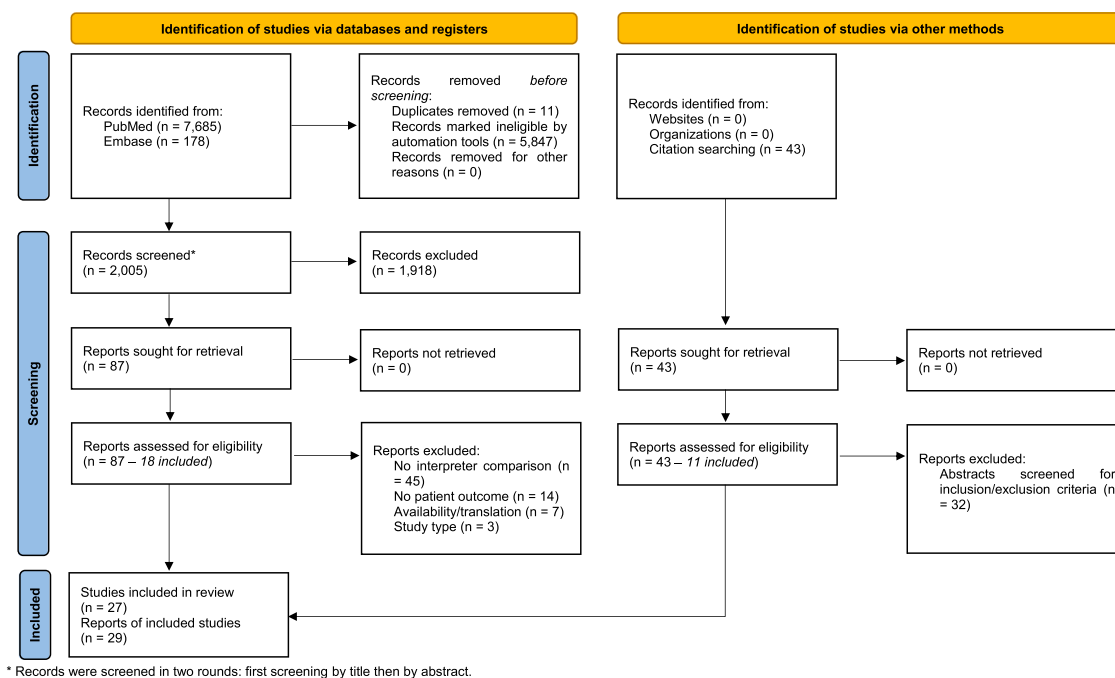 Identification of studies via databases and registers
Identification of studies via other methods
Identification
Records identified from:
PubMed (n = 7,685)
Embase (n = 178)
Records removed before
screening:
Duplicates removed (n = 11)
Records marked ineligible by
automation tools (n = 5,847)
Records removed for other
reasons (n = 0)
Records identified from:
Websites (n = 0)
Organizations (n = 0)
Citation searching (n = 43)
Screening
Records screened*
(n = 2,005)
Records excluded
(n = 1,918)
Reports sought for retrieval
(n = 87)
Reports not retrieved
(n = 0)
Reports sought for retrieval
(n = 43)
Reports not retrieved
(n = 0)
Reports assessed for eligibility
(n = 87 – 18 included)
Reports excluded:
No interpreter comparison (n
= 45)
No patient outcome (n = 14)
Availability/translation (n = 7)
Study type (n = 3)
Reports assessed for eligibility
(n = 43 – 11 included)
Reports excluded:
Abstracts screened for
inclusion/exclusion criteria (n
= 32)
Included
Studies included in review
(n = 27)
Reports of included studies
(n = 29)
* Records were screened in two rounds: first screening by title then by abstract.